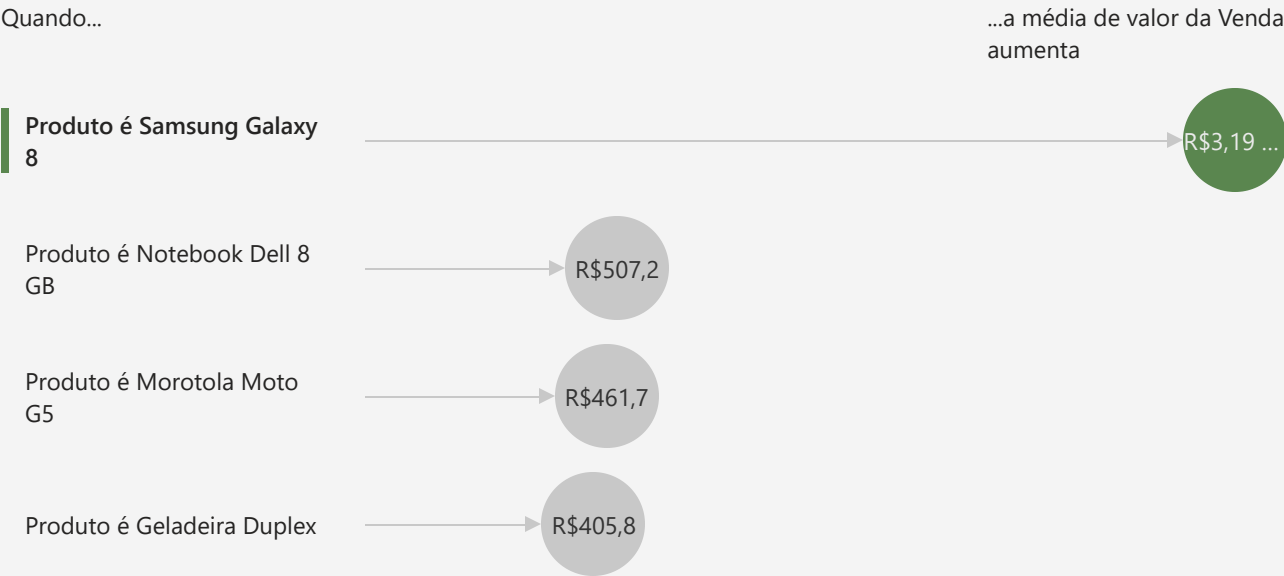 Quando...
...a média de valor da Venda
aumenta
Produto é Samsung Galaxy
8
R$3,19 ...
Produto é Notebook Dell 8
GB
R$507,2
Produto é Morotola Moto
G5
R$461,7
Produto é Geladeira Duplex
R$405,8